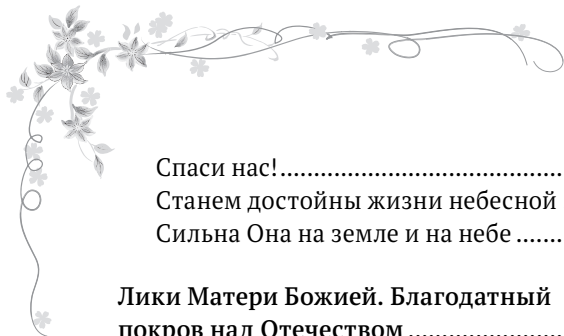 Спаси нас!..........................................
Станем достойны жизни небесной
Сильна Она на земле и на небе .......
Лики Матери Божией. Благодатный
покров над Отечеством .......................